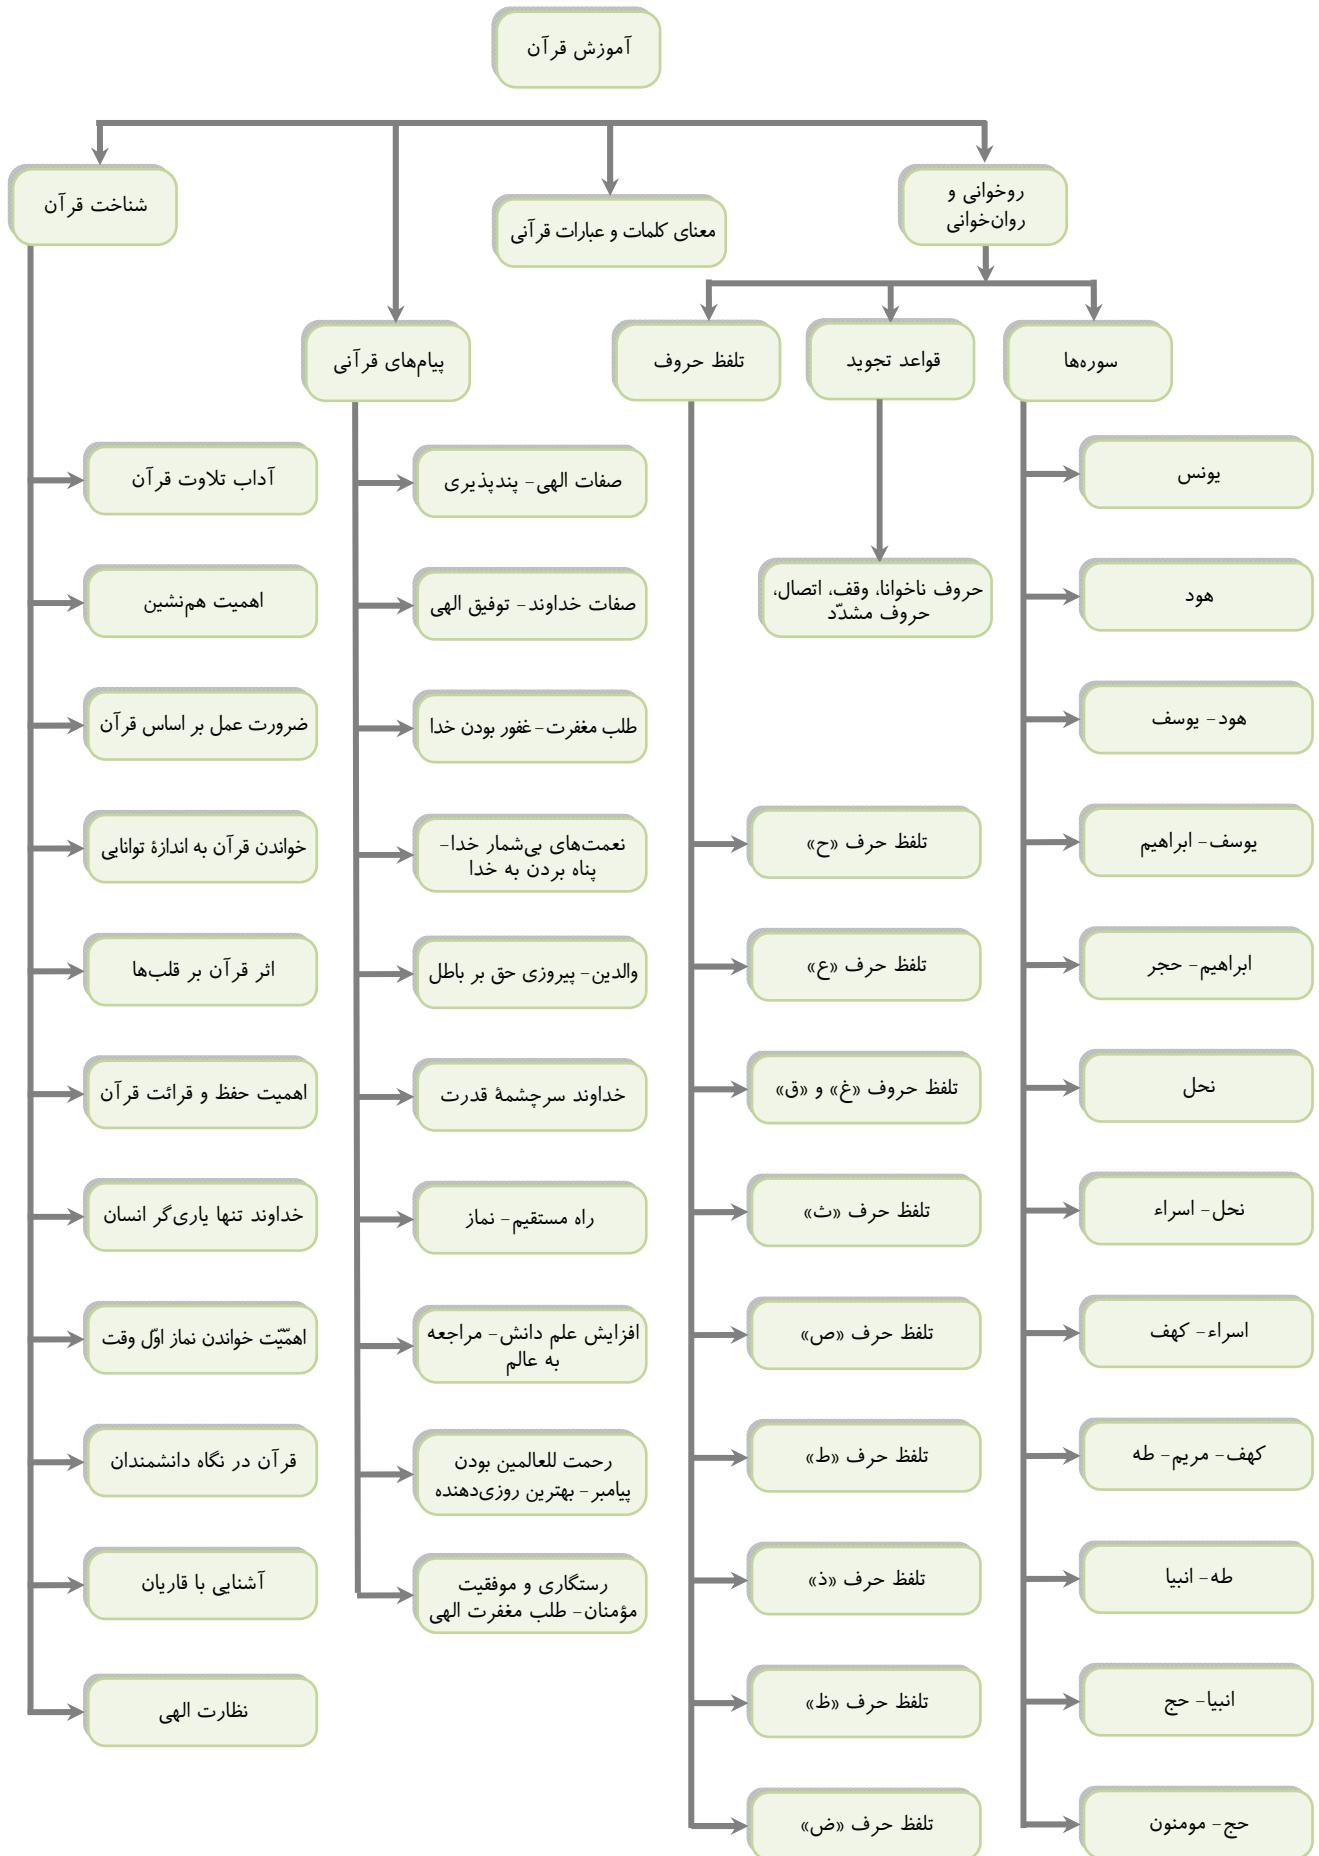 آموزش قرآن
روخوانی و
روان‌خوانی
معنای کلمات و عبارات قرآنی
شناخت قرآن
سوره‌ها
قواعد تجوید
تلفظ حروف
پیام‌های قرآنی
یونس
هود
هود- یوسف
یوسف- ابراهیم
ابراهیم- حجر
نحل
نحل- اسراء
اسراء- کهف
کهف- مریم- طه
طه- انبیا
انبیا- حج
حج- مومنون
حروف ناخوانا، وقف، اتصال،
حروف مشدّد
تلفظ حرف «ح»
تلفظ حرف «ع»
تلفظ حروف «غ» و «ق»
تلفظ حرف «ث»
تلفظ حرف «ص»
تلفظ حرف «ط»
تلفظ حرف «ذ»
تلفظ حرف «ظ»
تلفظ حرف «ض»
صفات الهی- پندپذیری
صفات خداوند- توفیق الهی
طلب مغفرت- غفور بودن خدا
نعمت‌های بی‌شمار خدا-
پناه بردن به خدا
والدین- پیروزی حق بر باطل
خداوند سرچشمهٔ قدرت
راه مستقیم- نماز
افزایش علم دانش- مراجعه
به عالم
رحمت للعالمین بودن
پیامبر- بهترین روزی‌دهنده
رستگاری و موفقیت
مؤمنان- طلب مغفرت الهی
آداب تلاوت قرآن
اهمیت هم‌نشین
ضرورت عمل بر اساس قرآن
خواندن قرآن به اندازهٔ توانایی
اثر قرآن بر قلب‌ها
اهمیت حفظ و قرائت قرآن
خداوند تنها یاری‌گر انسان
اهمّیّت خواندن نماز اوّل وقت
قرآن در نگاه دانشمندان
آشنایی با قاریان
نظارت الهی